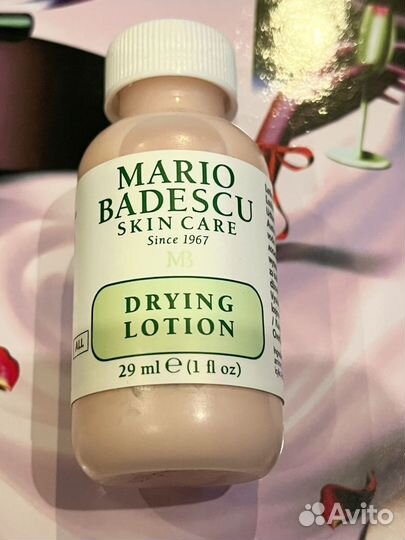 MARIO
BADESCU
SKIN CARE
Since 1967
MB
DRYING
LOTION
ALL
29 ml e (1 fl oz)
Avito